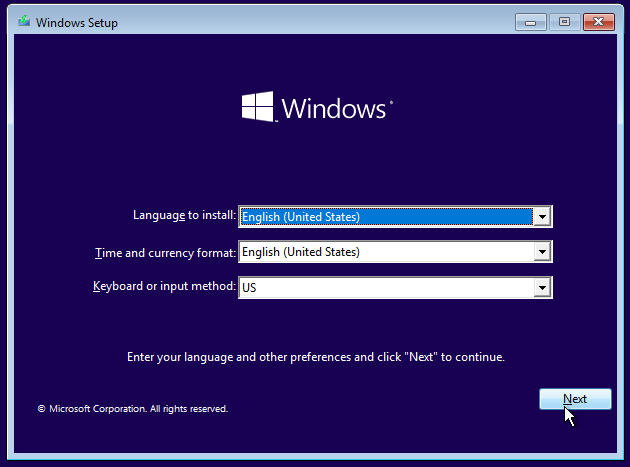 Windows Setup
Windows
Language to install: English (United States)
Time and currency format: English (United States)
Keyboard or input method: US
Enter your language and other preferences and click "Next" to continue.
Next
© Microsoft Corporation. All rights reserved.